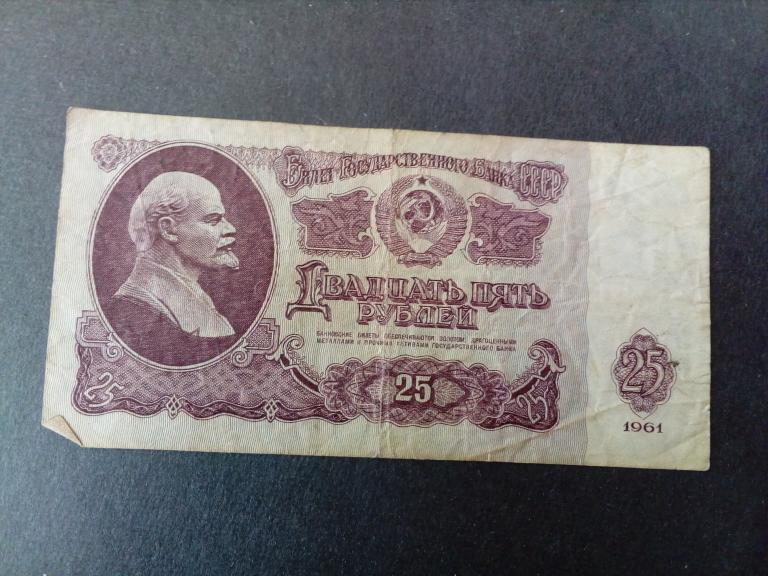 Билет Государственного Банка СССР
Двадцать пять
рублей
БАНКОВСКИЕ БИЛЕТЫ ОБЕСПЕЧИВАЮТСЯ ЗОЛОТОМ, ДРАГОЦЕННЫМИ
МЕТАЛЛАМИ И ПРОЧИМИ АКТИВАМИ ГОСУДАРСТВЕННОГО БАНКА
25
25
25
25
1961